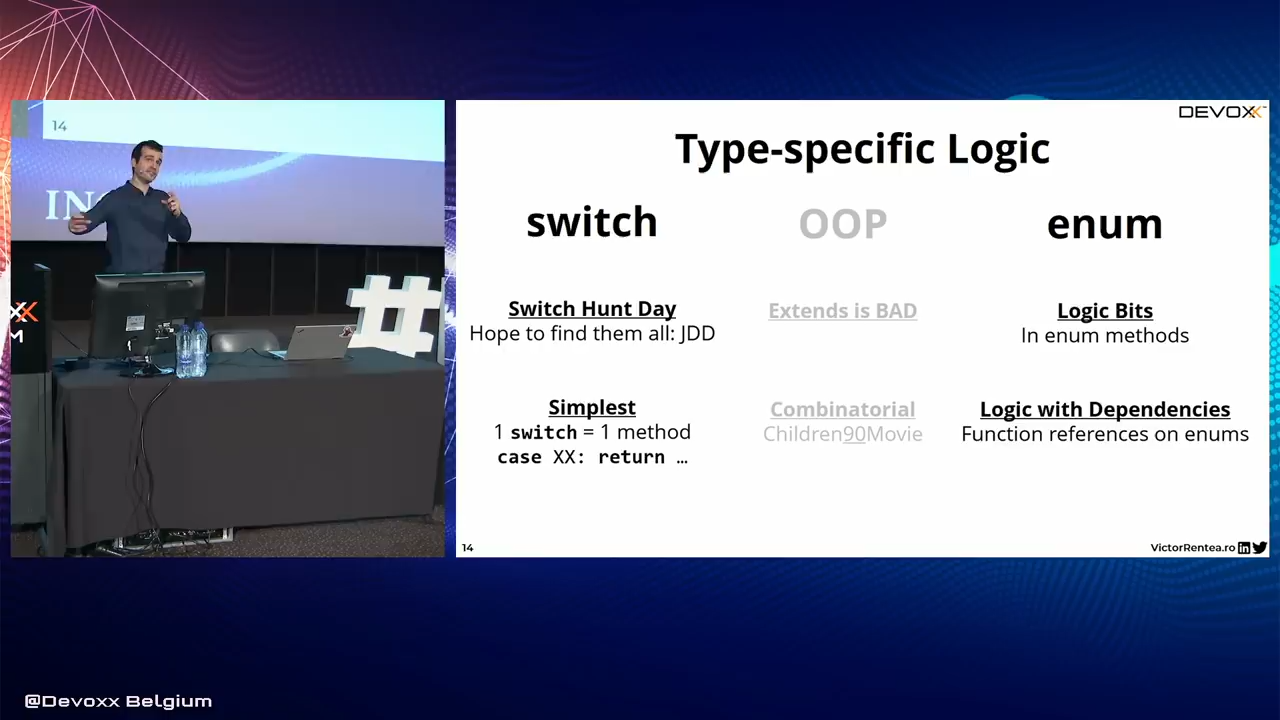 14
IN
X
M
#
DEVOXX
Type-specific Logic
switch
OOP
enum
Switch Hunt Day
Hope to find them all: JDD
Extends is BAD
Logic Bits
In enum methods
Simplest
1 switch = 1 method
case XX: return …
Combinatorial
Children90Movie
Logic with Dependencies
Function references on enums
14
VictorRentea.ro
@Devoxx Belgium